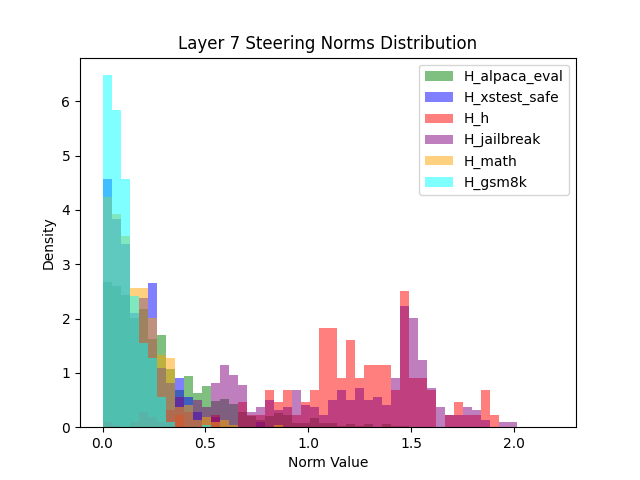 Layer 7 Steering Norms Distribution
H_alpaca_eval
H_xstest_safe
H_h
H_jailbreak
H_math
H_gsm8k
Density
6
5
4
3
2
1
0
0.0 0.5 1.0 1.5 2.0
Norm Value